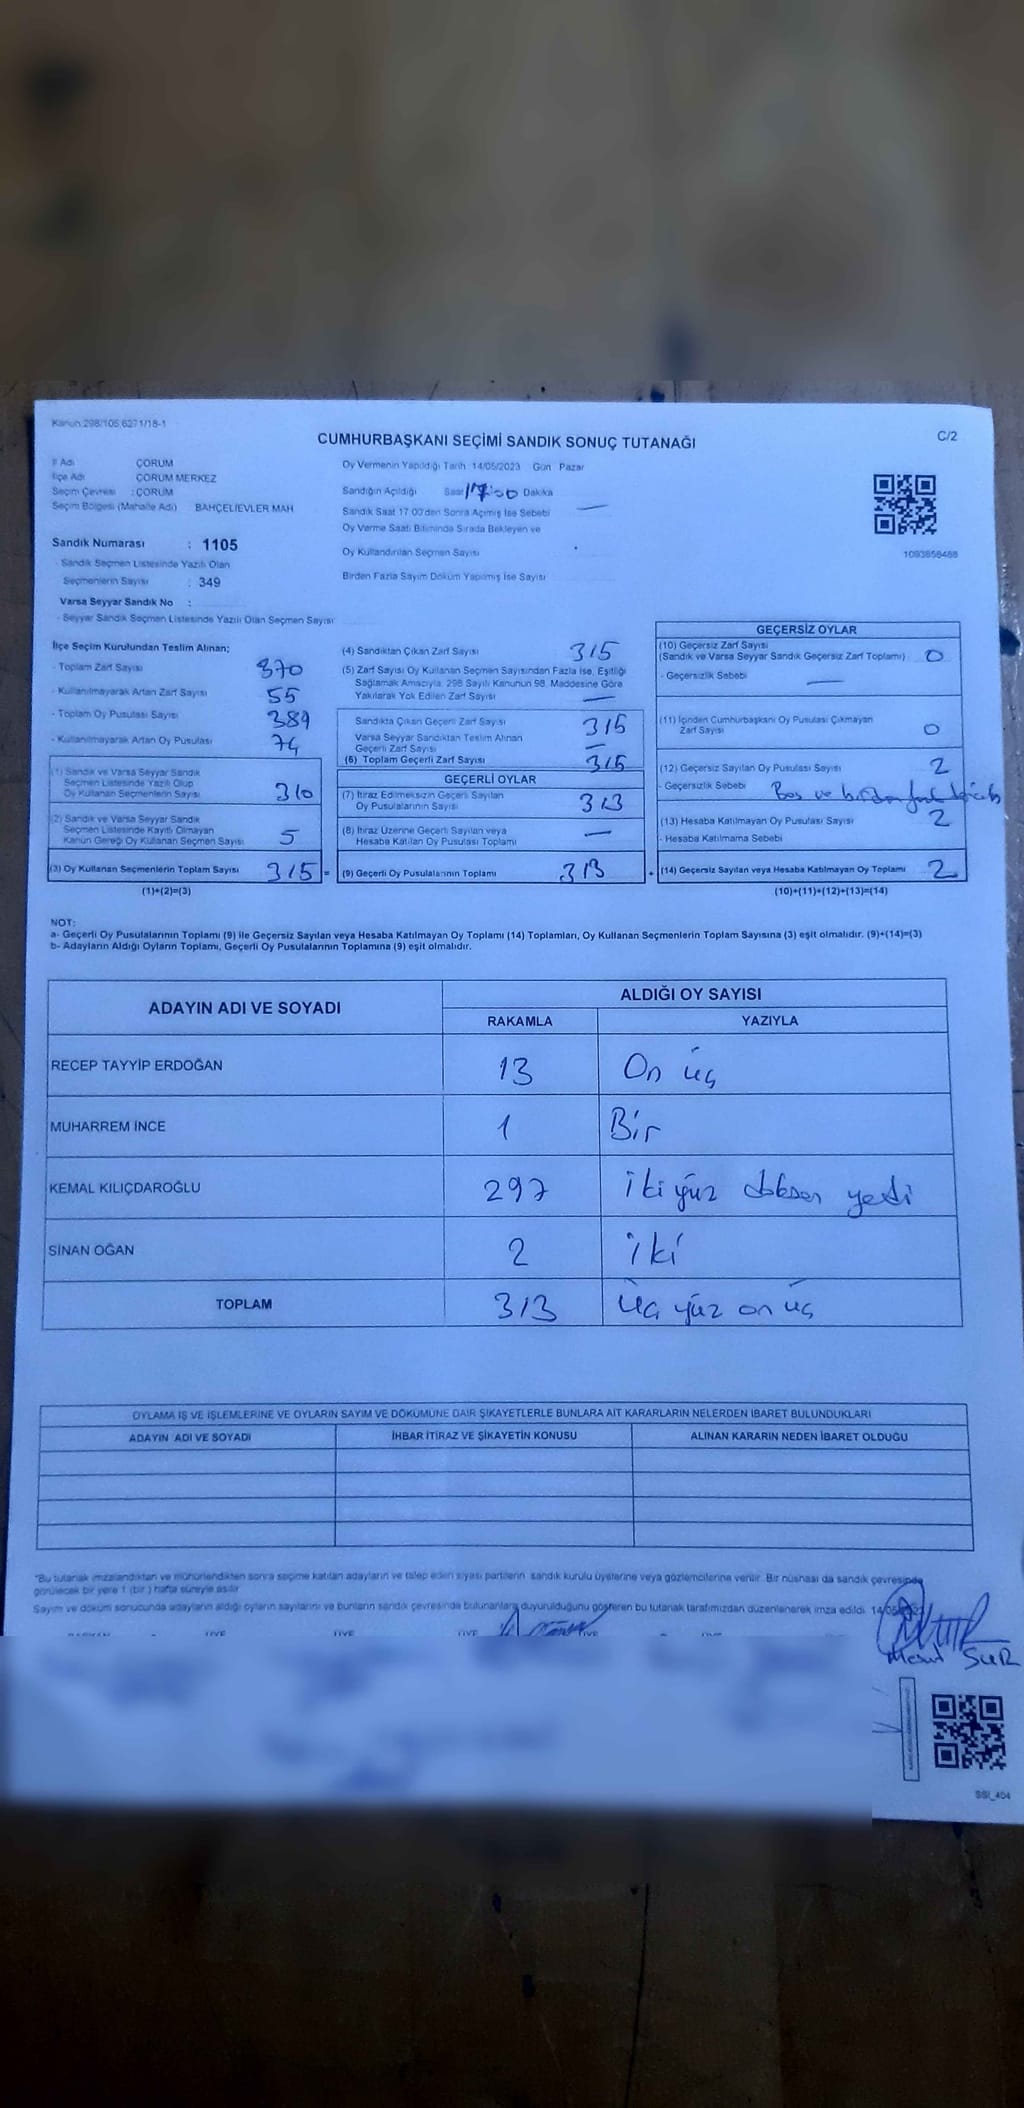 Kanun:298/105,6271/18-1
C/2
CUMHURBAŞKANI SEÇİMİ SANDIK SONUÇ TUTANAĞI
İl Adı ÇORUM
İlçe Adı ÇORUM MERKEZ
Seçim Çevresi : ÇORUM
Seçim Bölgesi (Mahalle Adı) BAHÇELİEVLER MAH
Sandık Numarası : 1105
- Sandık Seçmen Listesinde Yazılı Olan
Seçmenlerin Sayısı : 349
Varsa Seyyar Sandık No :
- Seyyar Sandık Seçmen Listesinde Yazılı Olan Seçmen Sayısı
Oy Vermenin Yapıldığı Tarih 14/05/2023 Gün Pazar
Sandığın Açıldığı Saat 17:00 Dakika
Sandık Saat 17 00'den Sonra Açımış İse Sebebi —
Oy Verme Saati Bitiminde Sırada Bekleyen ve
Oy Kullandırılan Seçmen Sayısı
Birden Fazla Sayım Döküm Yapılmış İse Sayısı
1093858488
İlçe Seçim Kurulundan Teslim Alınan;
- Toplam Zarf Sayısı 370
- Kullanılmayarak Artan Zarf Sayısı 55
- Toplam Oy Pusulası Sayısı 389
- Kullanılmayarak Artan Oy Pusulası 74
(1) Sandık ve Varsa Seyyar Sandık
Seçmen Listesinde Yazılı Olup
Oy Kullanan Seçmenlerin Sayısı 310
(2) Sandık ve Varsa Seyyar Sandık
Seçmen Listesinde Kayıtlı Olmayan
Kanun Gereği Oy Kullanan Seçmen Sayısı 5
(3) Oy Kullanan Seçmenlerin Toplam Sayısı 315 =
(1)+(2)=(3)
(4) Sandıktan Çıkan Zarf Sayısı 315
(5) Zarf Sayısı Oy Kullanan Seçmen Sayısından Fazla İse, Eşitliği
Sağlamak Amacıyla, 298 Sayılı Kanunun 98. Maddesine Göre
Yakılarak Yok Edilen Zarf Sayısı —
Sandıkta Çıkan Geçerli Zarf Sayısı 315
Varsa Seyyar Sandıktan Teslim Alınan
Geçerli Zarf Sayısı —
(6) Toplam Geçerli Zarf Sayısı 315
GEÇERLİ OYLAR
(7) İtiraz Edilmeksizin Geçerli Sayılan
Oy Pusulalarının Sayısı 313
(8) İtiraz Üzerine Geçerli Sayılan veya
Hesaba Katılan Oy Pusulası Toplamı —
(9) Geçerli Oy Pusulalarının Toplamı 313 +
GEÇERSİZ OYLAR
(10) Geçersiz Zarf Sayısı
(Sandık ve Varsa Seyyar Sandık Geçersiz Zarf Toplamı) 0
- Geçersizlik Sebebi —
(11) İçinden Cumhurbaşkanı Oy Pusulası Çıkmayan
Zarf Sayısı 0
(12) Geçersiz Sayılan Oy Pusulası Sayısı 2
- Geçersizlik Sebebi Boş ve birden fazla
(13) Hesaba Katılmayan Oy Pusulası Sayısı 2
- Hesaba Katılmama Sebebi
(14) Geçersiz Sayılan veya Hesaba Katılmayan Oy Toplamı 2
(10)+(11)+(12)+(13)=(14)
NOT:
a- Geçerli Oy Pusulalarının Toplamı (9) ile Geçersiz Sayılan veya Hesaba Katılmayan Oy Toplamı (14) Toplamları, Oy Kullanan Seçmenlerin Toplam Sayısına (3) eşit olmalıdır. (9)+(14)=(3)
b- Adayların Aldığı Oyların Toplamı, Geçerli Oy Pusulalarının Toplamına (9) eşit olmalıdır.
ADAYIN ADI VE SOYADI
ALDIĞI OY SAYISI
RAKAMLA YAZIYLA
RECEP TAYYİP ERDOĞAN 13 On üç
MUHARREM İNCE 1 Bir
KEMAL KILIÇDAROĞLU 297 iki yüz doksan yedi
SİNAN OĞAN 2 iki
TOPLAM 313 üç yüz on üç
OYLAMA İŞ VE İŞLEMLERİNE VE OYLARIN SAYIM VE DÖKÜMÜNE DAİR ŞİKAYETLERLE BUNLARA AİT KARARLARIN NELERDEN İBARET BULUNDUKLARI
ADAYIN ADI VE SOYADI İHBAR İTİRAZ VE ŞİKAYETİN KONUSU ALINAN KARARIN NEDEN İBARET OLDUĞU
"Bu tutanak imzalandıktan ve mühürlendikten sonra seçime katılan adayların ve talep eden siyasi partilerin sandık kurulu üyelerine veya gözlemcilerine verilir. Bir nüshası da sandık çevresinde
görülecek bir yere 1 (bir ) hafta süreyle asılır
Sayım ve döküm sonucunda adayların aldığı oyların sayılarını ve bunların sandık çevresinde bulunanlara duyurulduğunu gösteren bu tutanak tarafımızdan düzenlenerek imza edildi. 14/05/2023
BAŞKAN ÜYE ÜYE ÜYE ÜYE ÜYE
Mesut SUR
SSI_404